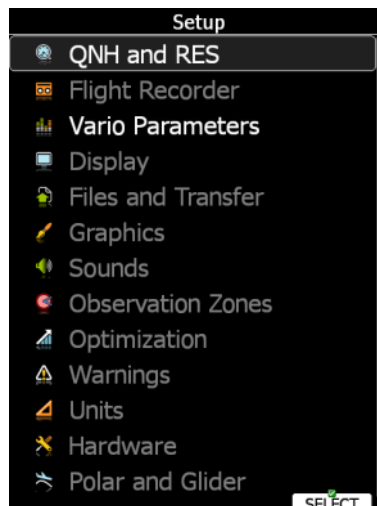 Setup
QNH and RES
Flight Recorder
Vario Parameters
Display
Files and Transfer
Graphics
Sounds
Observation Zones
Optimization
Warnings
Units
Hardware
Polar and Glider
SELECT